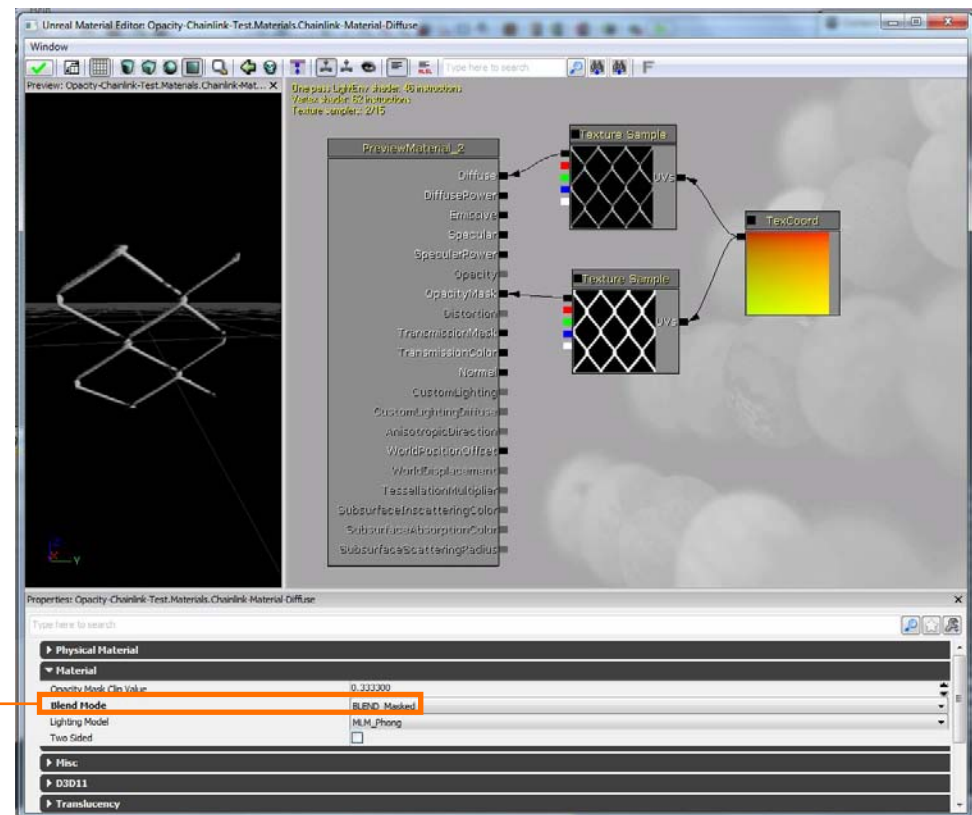 Unreal Material Editor: Opacity-Chainlink-Test.Materials.Chainlink-Material-Diffuse
Window
Type here to search
F
Preview: Opacity-Chainlink-Test.Materials.Chainlink-Mat... X
One pass LightEnv shader: 46 instructions
Vertex shader: 62 instructions
Texture samplers: 2/15
PreviewMaterial_2
Diffuse
DiffusePower
Emissive
Specular
SpecularPower
Opacity
OpacityMask
Distortion
TransmissionMask
TransmissionColor
Normal
CustomLighting
CustomLightingDiffuse
AnisotropicDirection
WorldPositionOffset
WorldDisplacement
TessellationMultiplier
SubsurfaceInscatteringColor
SubsurfaceAbsorptionColor
SubsurfaceScatteringRadius
Texture Sample
UVs
Texture Sample
UVs
TexCoord
Z
X
Y
Properties: Opacity-Chainlink-Test.Materials.Chainlink-Material-Diffuse
Type here to search
Physical Material
Material
Opacity Mask Clip Value 0.333300
Blend Mode BLEND_Masked
Lighting Model MLM_Phong
Two Sided
Misc
D3D11
Translucency